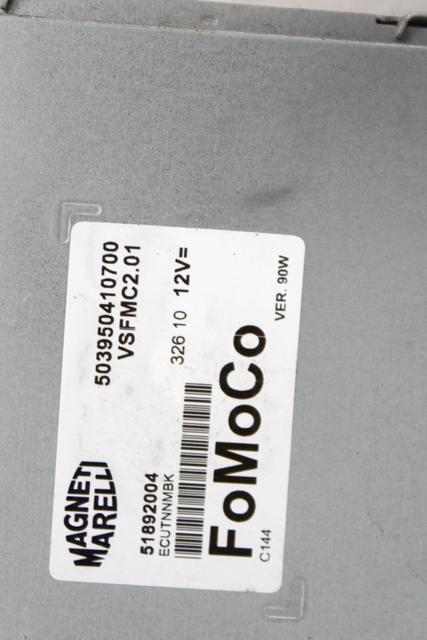 MAGNETI
MARELLI
503950410700
VSFMC2.01
51892004
ECUTNNMBK
326 10 12V=
FoMoCo
C144
VER. 90W